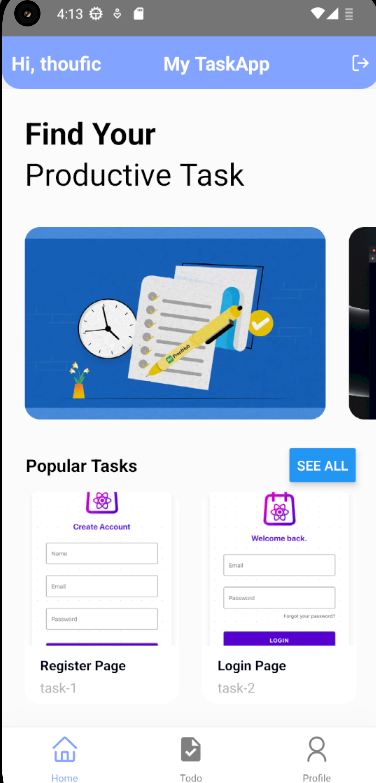 4:13
Hi, thoufic
My TaskApp
Find Your
Productive Task
Popular Tasks
SEE ALL
Create Account
Name
Email
Password
Register Page
task-1
Welcome back.
Email
Password
Forgot your password?
LOGIN
Login Page
task-2
Home
Todo
Profile